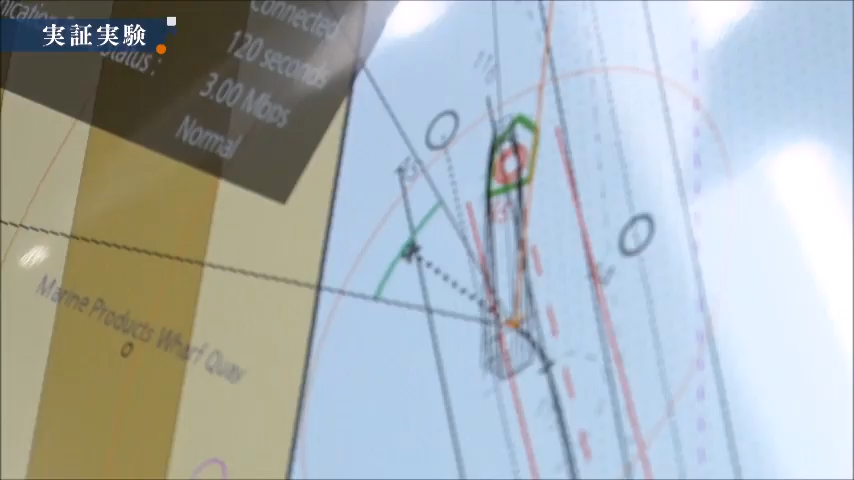 実証実験
Connected
120 seconds
3.00 Mbps
Normal
Marine Products Wharf Quay